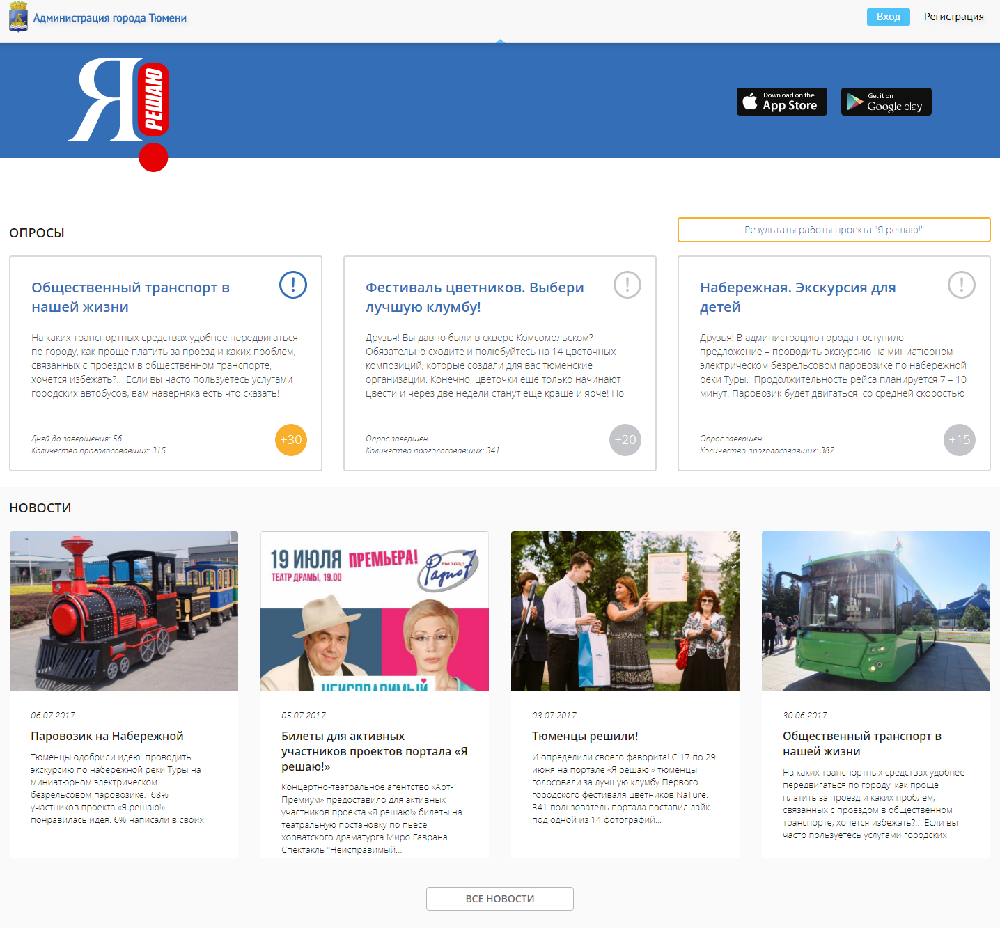 Администрация города Тюмени
Вход
Регистрация
Я
РЕШАЮ
Download on the
App Store
Get it on
Google play
ОПРОСЫ
Результаты работы проекта "Я решаю!"
Общественный транспорт в
нашей жизни
На каких транспортных средствах удобнее передвигаться
по городу, как проще платить за проезд и каких проблем,
связанных с проездом в общественном транспорте,
хочется избежать?.. Если вы часто пользуетесь услугами
городских автобусов, вам наверняка есть что сказать!
Дней до завершения: 56
Количество проголосовавших: 315
+30
Фестиваль цветников. Выбери
лучшую клумбу!
Друзья! Вы давно были в сквере Комсомольском?
Обязательно сходите и полюбуйтесь на 14 цветочных
композиций, которые создали для вас тюменские
организации. Конечно, цветочки еще только начинают
цвести и через две недели станут еще краше и ярче! Но
Опрос завершен
Количество проголосовавших: 341
+20
Набережная. Экскурсия для
детей
Друзья! В администрацию города поступило
предложение – проводить экскурсию на миниатюрном
электрическом безрельсовом паровозике по набережной
реки Туры. Продолжительность рейса планируется 7 – 10
минут. Паровозик будет двигаться со средней скоростью
Опрос завершен
Количество проголосовавших: 382
+15
НОВОСТИ
06.07.2017
Паровозик на Набережной
Тюменцы одобрили идею проводить
экскурсию по набережной реки Туры на
миниатюрном электрическом
безрельсовом паровозике. 68%
участников проекта «Я решаю!»
понравилась идея. 6% написали в своих
19 ИЮЛЯ ПРЕМЬЕРА!
ТЕАТР ДРАМЫ, 19.00
FM 103,1
Радио 7
НЕИСПРАВИМЫЙ
05.07.2017
Билеты для активных
участников проектов портала «Я
решаю!»
Концертно-театральное агентство «Арт-
Премиум» предоставило для активных
участников проекта «Я решаю!» билеты на
театральную постановку по пьесе
хорватского драматурга Миро Гаврана.
Спектакль "Неисправимый...
03.07.2017
Тюменцы решили!
И определили своего фаворита! С 17 по 29
июня на портале «Я решаю!» тюменцы
голосовали за лучшую клумбу Первого
городского фестиваля цветников NaTure.
341 пользователь портала поставил лайк
под одной из 14 фотографий...
30.06.2017
Общественный транспорт в
нашей жизни
На каких транспортных средствах удобнее
передвигаться по городу, как проще
платить за проезд и каких проблем,
связанных с проездом в общественном
транспорте, хочется избежать?.. Если вы
часто пользуетесь услугами городских
ВСЕ НОВОСТИ